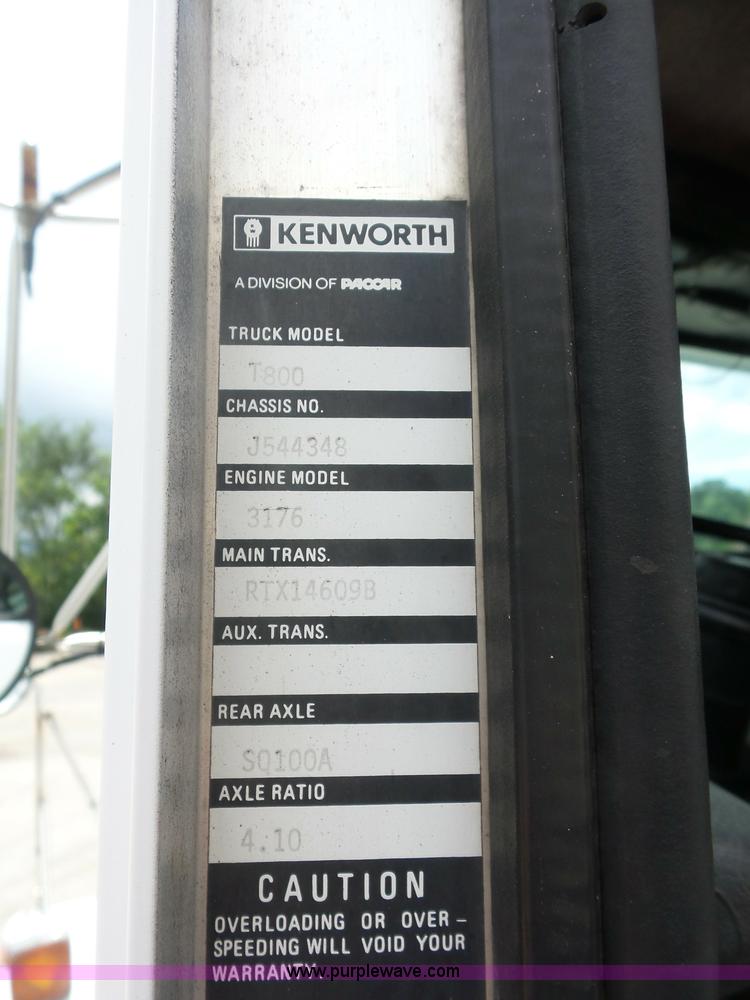 KENWORTH
A DIVISION OF PACCAR
TRUCK MODEL
T800
CHASSIS NO.
J544348
ENGINE MODEL
3176
MAIN TRANS.
RTX14609B
AUX. TRANS.
REAR AXLE
SQ100A
AXLE RATIO
4.10
CAUTION
OVERLOADING OR OVER-
SPEEDING WILL VOID YOUR
WARRANTY.
www.purplewave.com